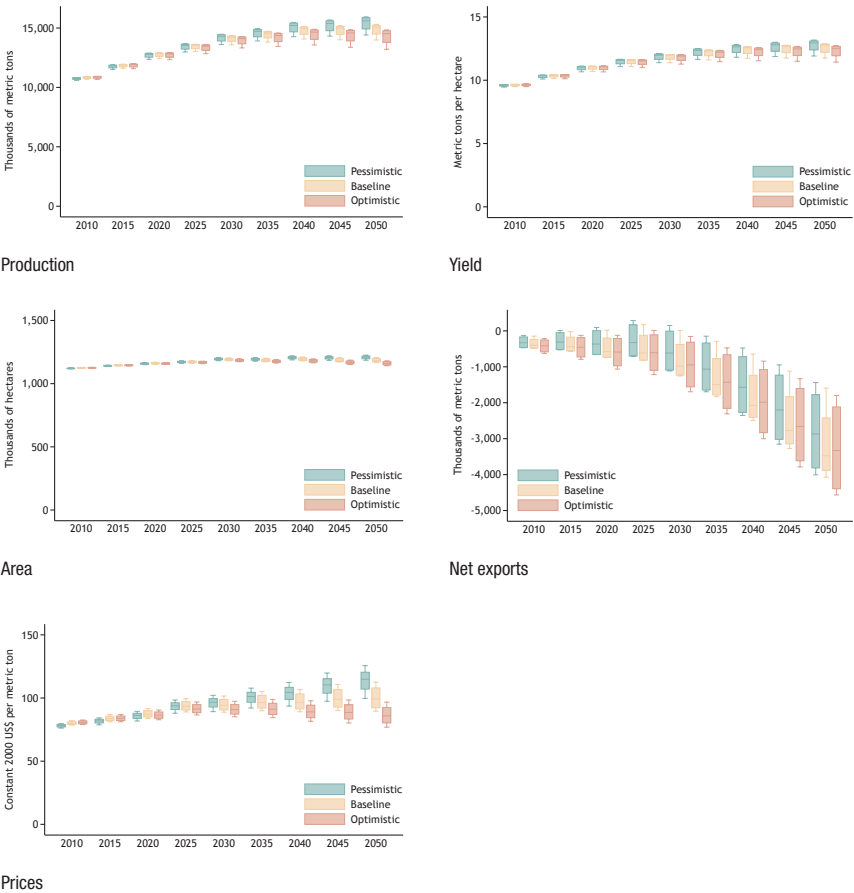 Thousands of metric tons
15,000
10,000
5,000
0
Pessimistic
Baseline
Optimistic
2010 2015 2020 2025 2030 2035 2040 2045 2050
Production
Metric tons per hectare
15
10
5
0
Pessimistic
Baseline
Optimistic
2010 2015 2020 2025 2030 2035 2040 2045 2050
Yield
Thousands of hectares
1,500
1,000
500
0
Pessimistic
Baseline
Optimistic
2010 2015 2020 2025 2030 2035 2040 2045 2050
Area
Thousands of metric tons
0
-1,000
-2,000
-3,000
-4,000
-5,000
Pessimistic
Baseline
Optimistic
2010 2015 2020 2025 2030 2035 2040 2045 2050
Net exports
Constant 2000 US$ per metric ton
150
100
50
0
Pessimistic
Baseline
Optimistic
2010 2015 2020 2025 2030 2035 2040 2045 2050
Prices